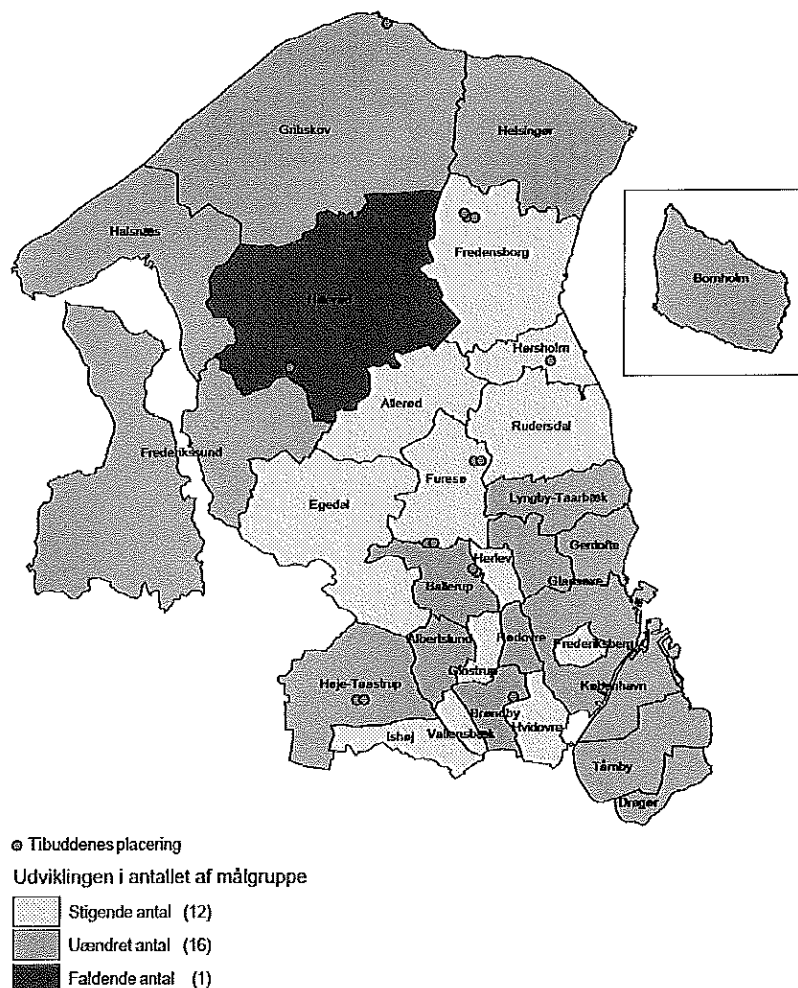 Gribskov
Helsingør
Halsnæs
Fredensborg
Bornholm
Hillerød
Hørsholm
Allerød
Rudersdal
Frederikssund
Furesø
Egedal
Lyngby-Taarbæk
Gentofte
Herlev
Gladsaxe
Ballerup
Albertslund
Rødovre
Frederiksberg
Glostrup
Høje-Taastrup
København
Brøndby
Hvidovre
Vallensbæk
Ishøj
Tårnby
Dragør
Tibuddenes placering
Udviklingen i antallet af målgruppe
Stigende antal (12)
Uændret antal (16)
Faldende antal (1)